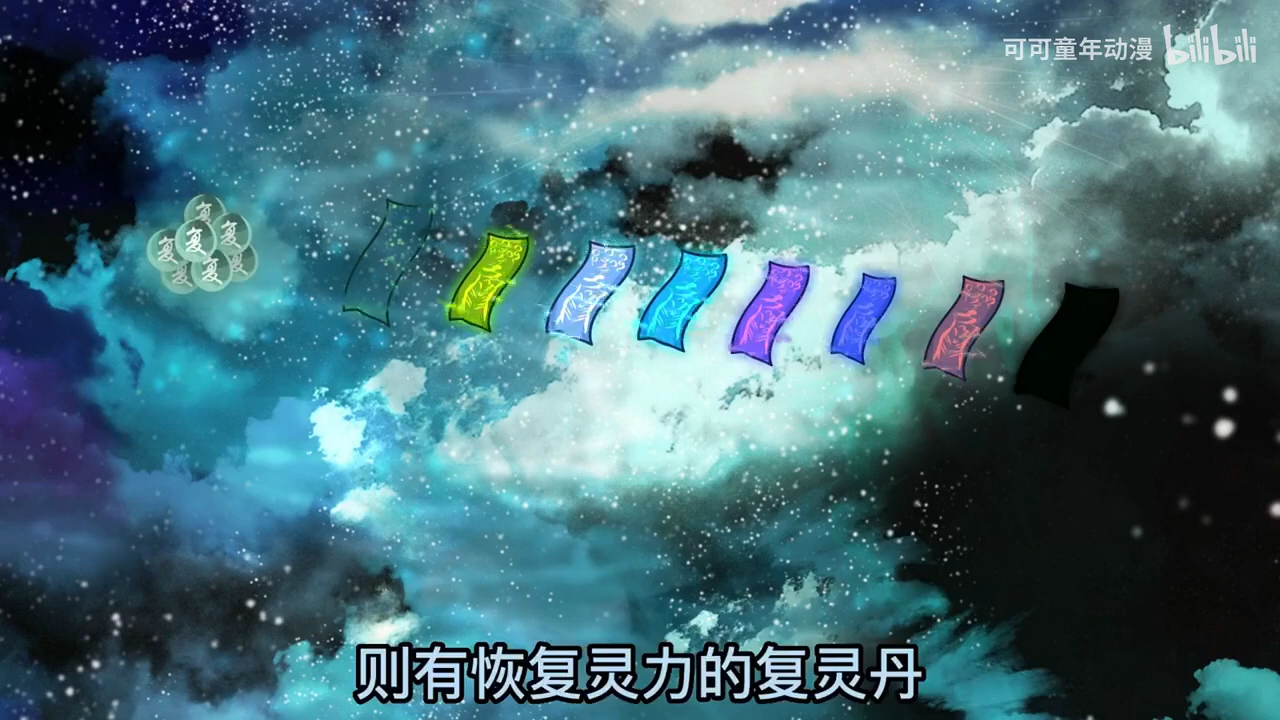 可可童年动漫 bilibili
复
复 复 复
复 复 复
则有恢复灵力的复灵丹